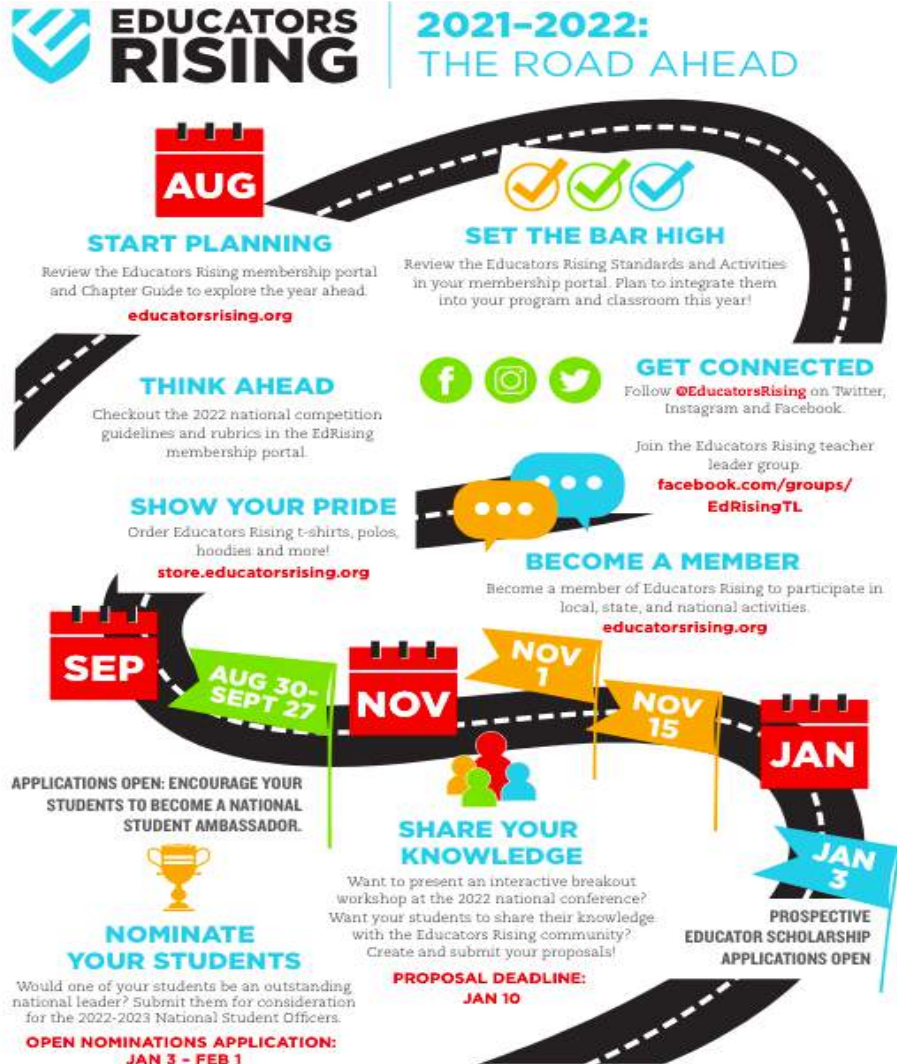 EDUCATORS
RISING
2021–2022:
THE ROAD AHEAD
AUG
START PLANNING
Review the Educators Rising membership portal
and Chapter Guide to explore the year ahead.
educatorsrising.org
SET THE BAR HIGH
Review the Educators Rising Standards and Activities
in your membership portal. Plan to integrate them
into your program and classroom this year!
THINK AHEAD
Checkout the 2022 national competition
guidelines and rubrics in the EdRising
membership portal.
GET CONNECTED
Follow @EducatorsRising on Twitter,
Instagram and Facebook.
Join the Educators Rising teacher
leader group.
facebook.com/groups/
EdRisingTL
SHOW YOUR PRIDE
Order Educators Rising t-shirts, polos,
hoodies and more!
store.educatorsrising.org
BECOME A MEMBER
Become a member of Educators Rising to participate in
local, state, and national activities.
educatorsrising.org
SEP
AUG 30-
SEPT 27
NOV
NOV
1
NOV
15
JAN
APPLICATIONS OPEN: ENCOURAGE YOUR
STUDENTS TO BECOME A NATIONAL
STUDENT AMBASSADOR.
SHARE YOUR
KNOWLEDGE
Want to present an interactive breakout
workshop at the 2022 national conference?
Want your students to share their knowledge
with the Educators Rising community?
Create and submit your proposals!
PROPOSAL DEADLINE:
JAN 10
JAN
3
PROSPECTIVE
EDUCATOR SCHOLARSHIP
APPLICATIONS OPEN
NOMINATE
YOUR STUDENTS
Would one of your students be an outstanding
national leader? Submit them for consideration
for the 2022-2023 National Student Officers.
OPEN NOMINATIONS APPLICATION:
JAN 3 – FEB 1